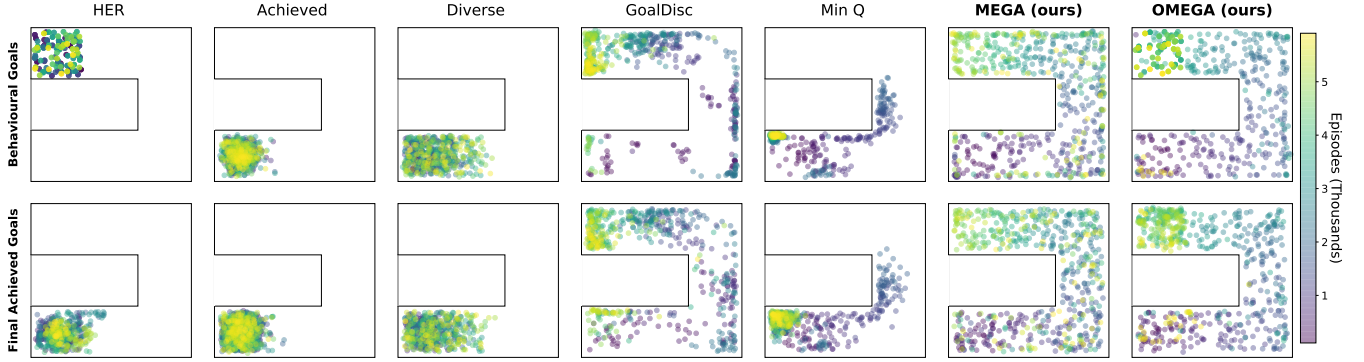 HER Achieved Diverse GoalDisc Min Q MEGA (ours) OMEGA (ours)
Behavioural Goals
Final Achieved Goals
5
4
3
2
1
Episodes (Thousands)